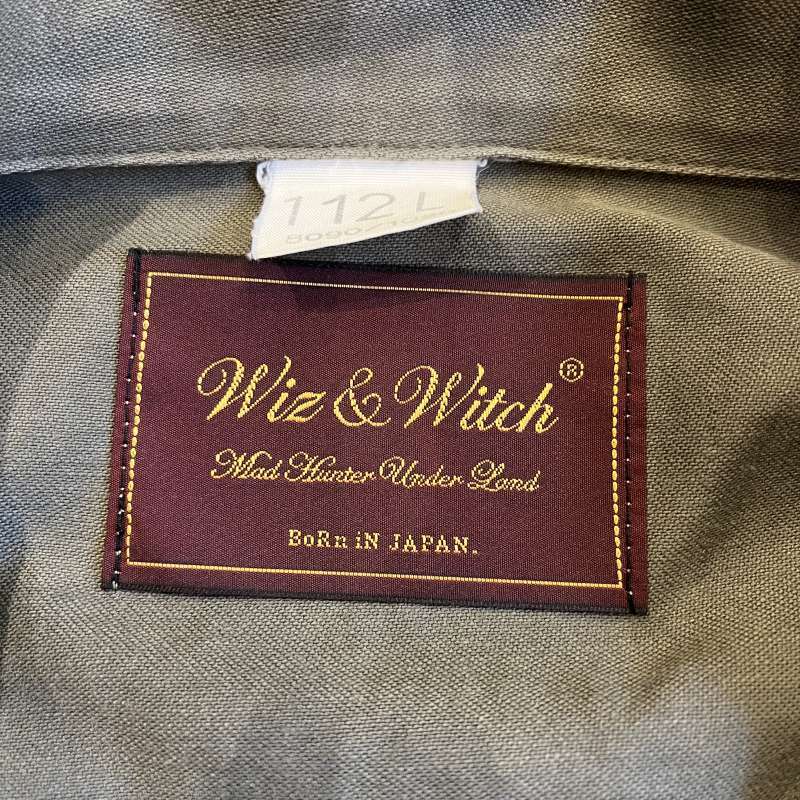 112L
Wiz & Witch ®
Mad Hunter Under Land
BoRn iN JAPAN.